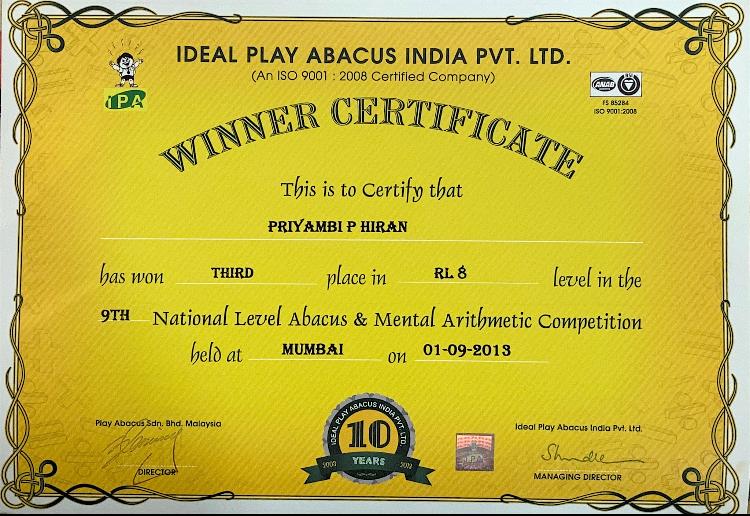 IDEAL PLAY ABACUS INDIA PVT. LTD.
(An ISO 9001 : 2008 Certified Company)
IPA
ANAB
FS 85284
ISO 9001:2008
WINNER CERTIFICATE
This is to Certify that
PRIYAMBI P HIRAN
has won THIRD place in RL 8 level in the
9TH National Level Abacus & Mental Arithmetic Competition
held at MUMBAI on 01-09-2013
Play Abacus Sdn. Bhd. Malaysia
DIRECTOR
IDEAL PLAY ABACUS INDIA PVT. LTD.
10
YEARS
Ideal Play Abacus India Pvt. Ltd.
MANAGING DIRECTOR